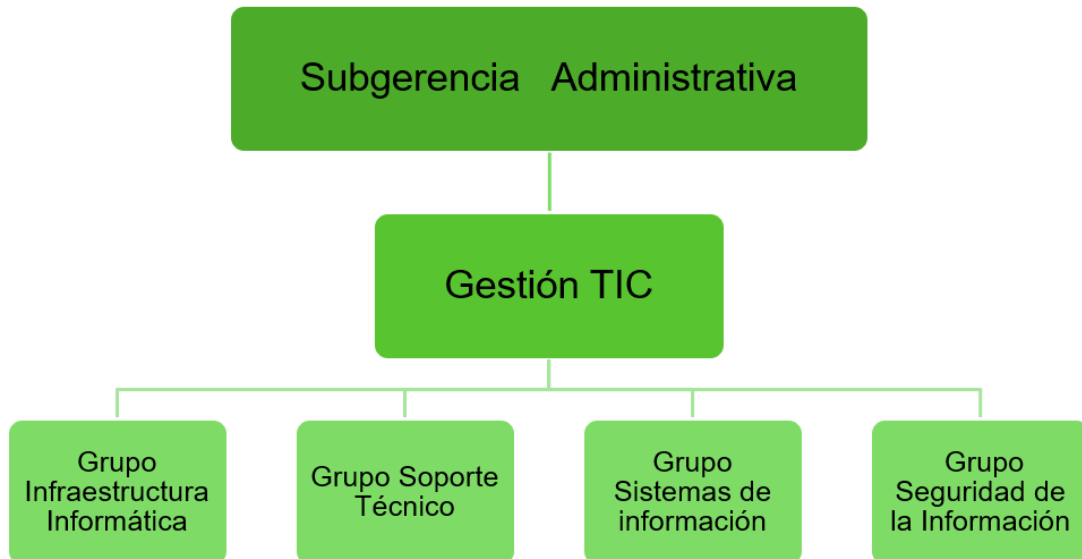 Subgerencia Administrativa
Gestión TIC
Grupo
Infraestructura
Informática
Grupo Soporte
Técnico
Grupo
Sistemas de
información
Grupo
Seguridad de
la Información